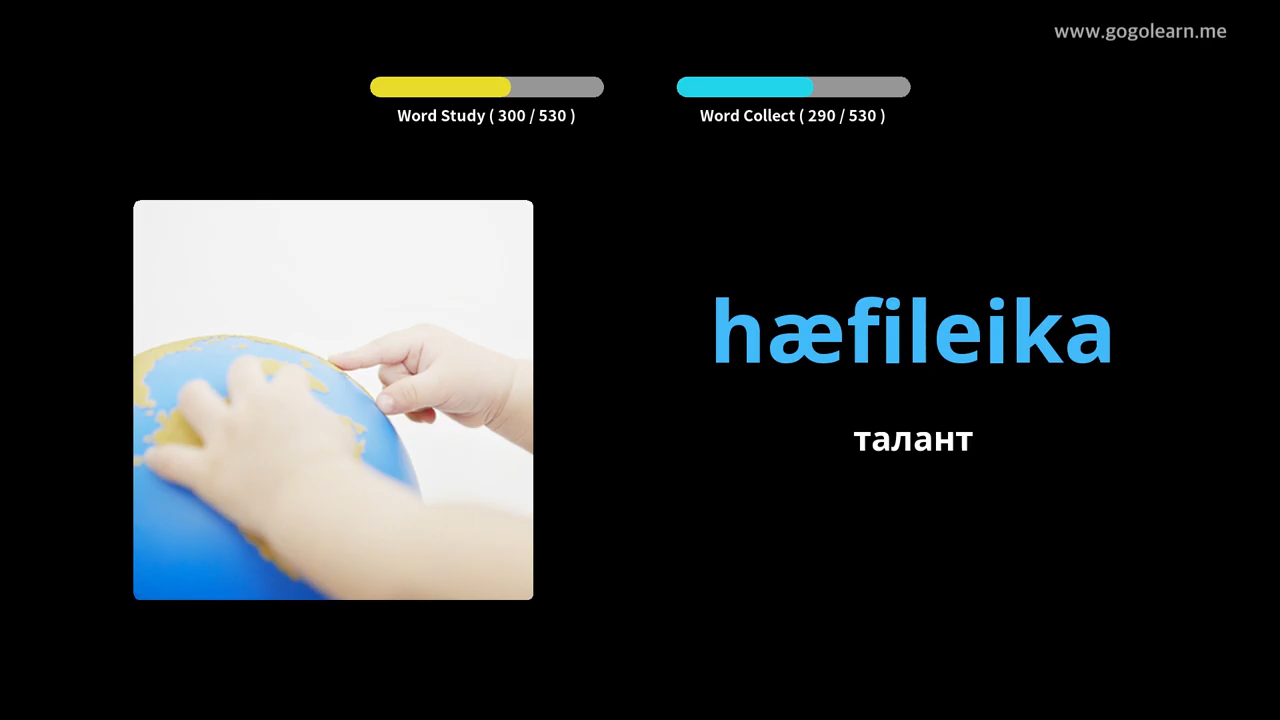 www.gogolearn.me
Word Study ( 300 / 530 )
Word Collect ( 290 / 530 )
hæfileika
талант